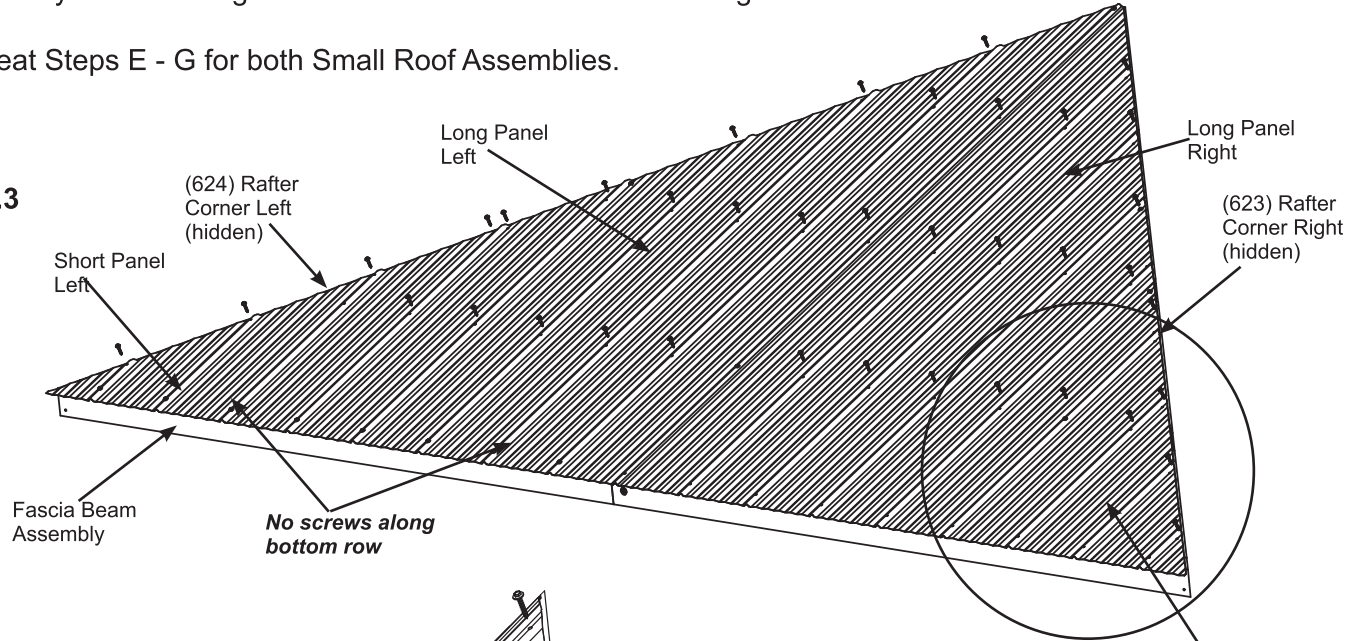 eat Steps E - G for both Small Roof Assemblies.
Long Panel
Left
Long Panel
Right
.3
(624) Rafter
Corner Left
(hidden)
(623) Rafter
Corner Right
(hidden)
Short Panel
Left
Fascia Beam
Assembly
No screws along
bottom row